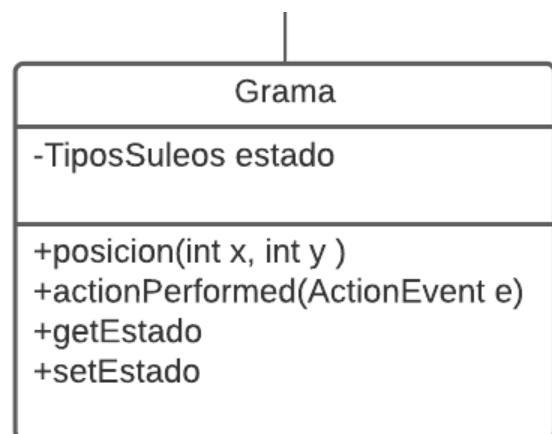 Grama
-TiposSuleos estado
+posicion(int x, int y )
+actionPerformed(ActionEvent e)
+getEstado
+setEstado